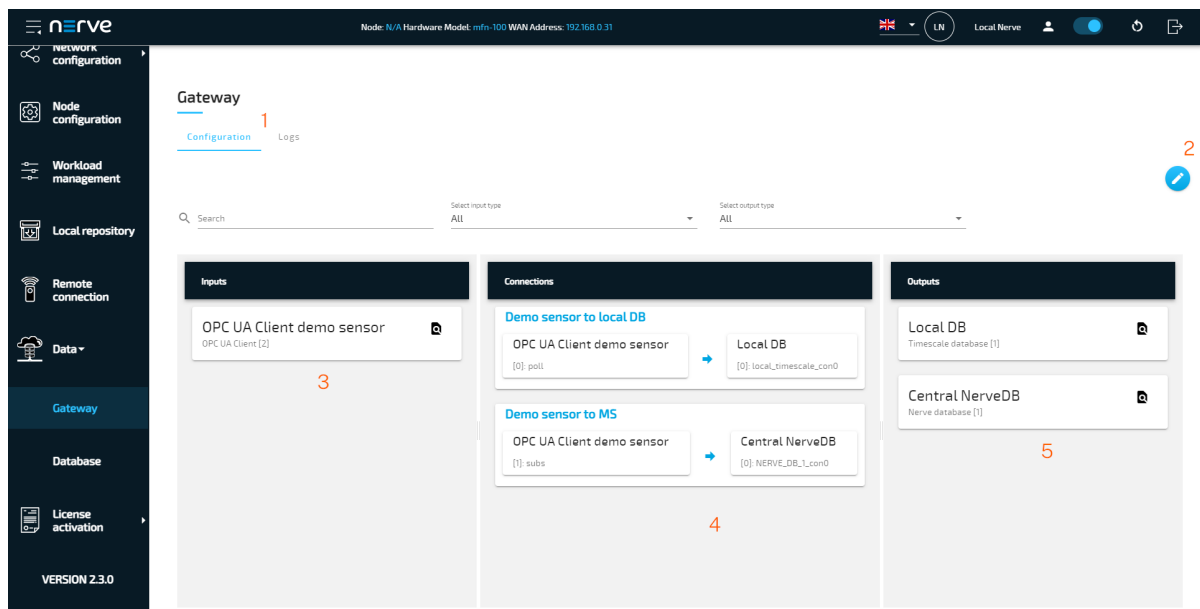 nerve
Node: N/A Hardware Model: mfn-100 WAN Address: 192.168.0.31
LN
Local Nerve
Network
configuration
Node
configuration
Workload
management
Local repository
Remote
connection
Data
Gateway
Database
License
activation
VERSION 2.3.0
Gateway
1
Configuration
Logs
2
Search
Select input type
All
Select output type
All
Inputs
OPC UA Client demo sensor
OPC UA Client [2]
3
Connections
Demo sensor to local DB
OPC UA Client demo sensor
[0]: poll
Local DB
[0]: local_timescale_con0
Demo sensor to MS
OPC UA Client demo sensor
[1]: subs
Central NerveDB
[0]: NERVE_DB_1_con0
4
Outputs
Local DB
Timescale database [1]
Central NerveDB
Nerve database [1]
5